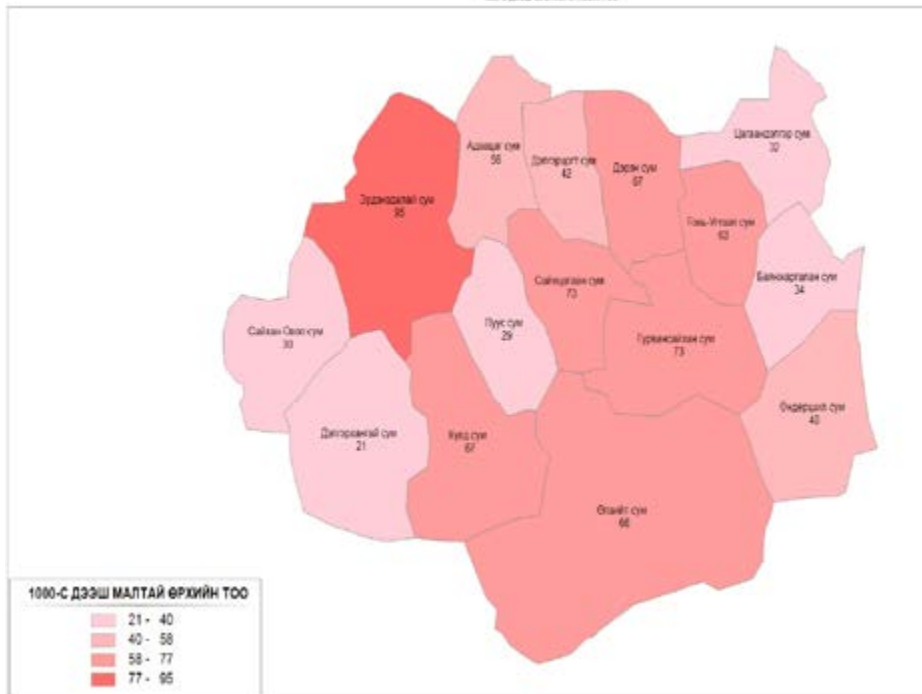 Цагаандэлгэр сум
32
Адаацаг сум
56
Дэлгэрцогт сум
42
Дэрэн сум
67
Эрдэнэдалай сум
95
Говь-Угтаал сум
63
Баянжаргалан сум
34
Сайнцагаан сум
73
Сайхан Овоо сум
30
Луус сум
29
Гурвансайхан сум
73
Өндөршил сум
40
Дэлгэрхангай сум
21
Хулд сум
67
Өлзийт сум
66
1000-С ДЭЭШ МАЛТАЙ ӨРХИЙН ТОО
21 - 40
40 - 58
58 - 77
77 - 95